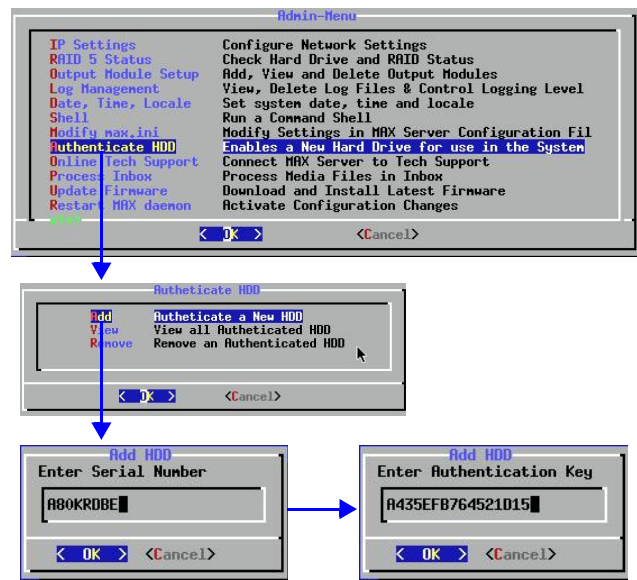 Admin-Menu
IP Settings Configure Network Settings
RAID 5 Status Check Hard Drive and RAID Status
Output Module Setup Add, View and Delete Output Modules
Log Management View, Delete Log Files & Control Logging Level
Date, Time, Locale Set system date, time and locale
Shell Run a Command Shell
Modify max.ini Modify Settings in MAX Server Configuration Fil
Authenticate HDD Enables a New Hard Drive for use in the System
Online Tech Support Connect MAX Server to Tech Support
Process Inbox Process Media Files in Inbox
Update Firmware Download and Install Latest Firmware
Restart MAX daemon Activate Configuration Changes
< OK > <Cancel>
Autheticate HDD
Add Autheticate a New HDD
View View all Autheticated HDD
Remove Remove an Authenticated HDD
< OK > <Cancel>
Add HDD
Enter Serial Number
A80KRDBE
< OK > <Cancel>
Add HDD
Enter Authentication Key
A435EFB764521D15
< OK > <Cancel>